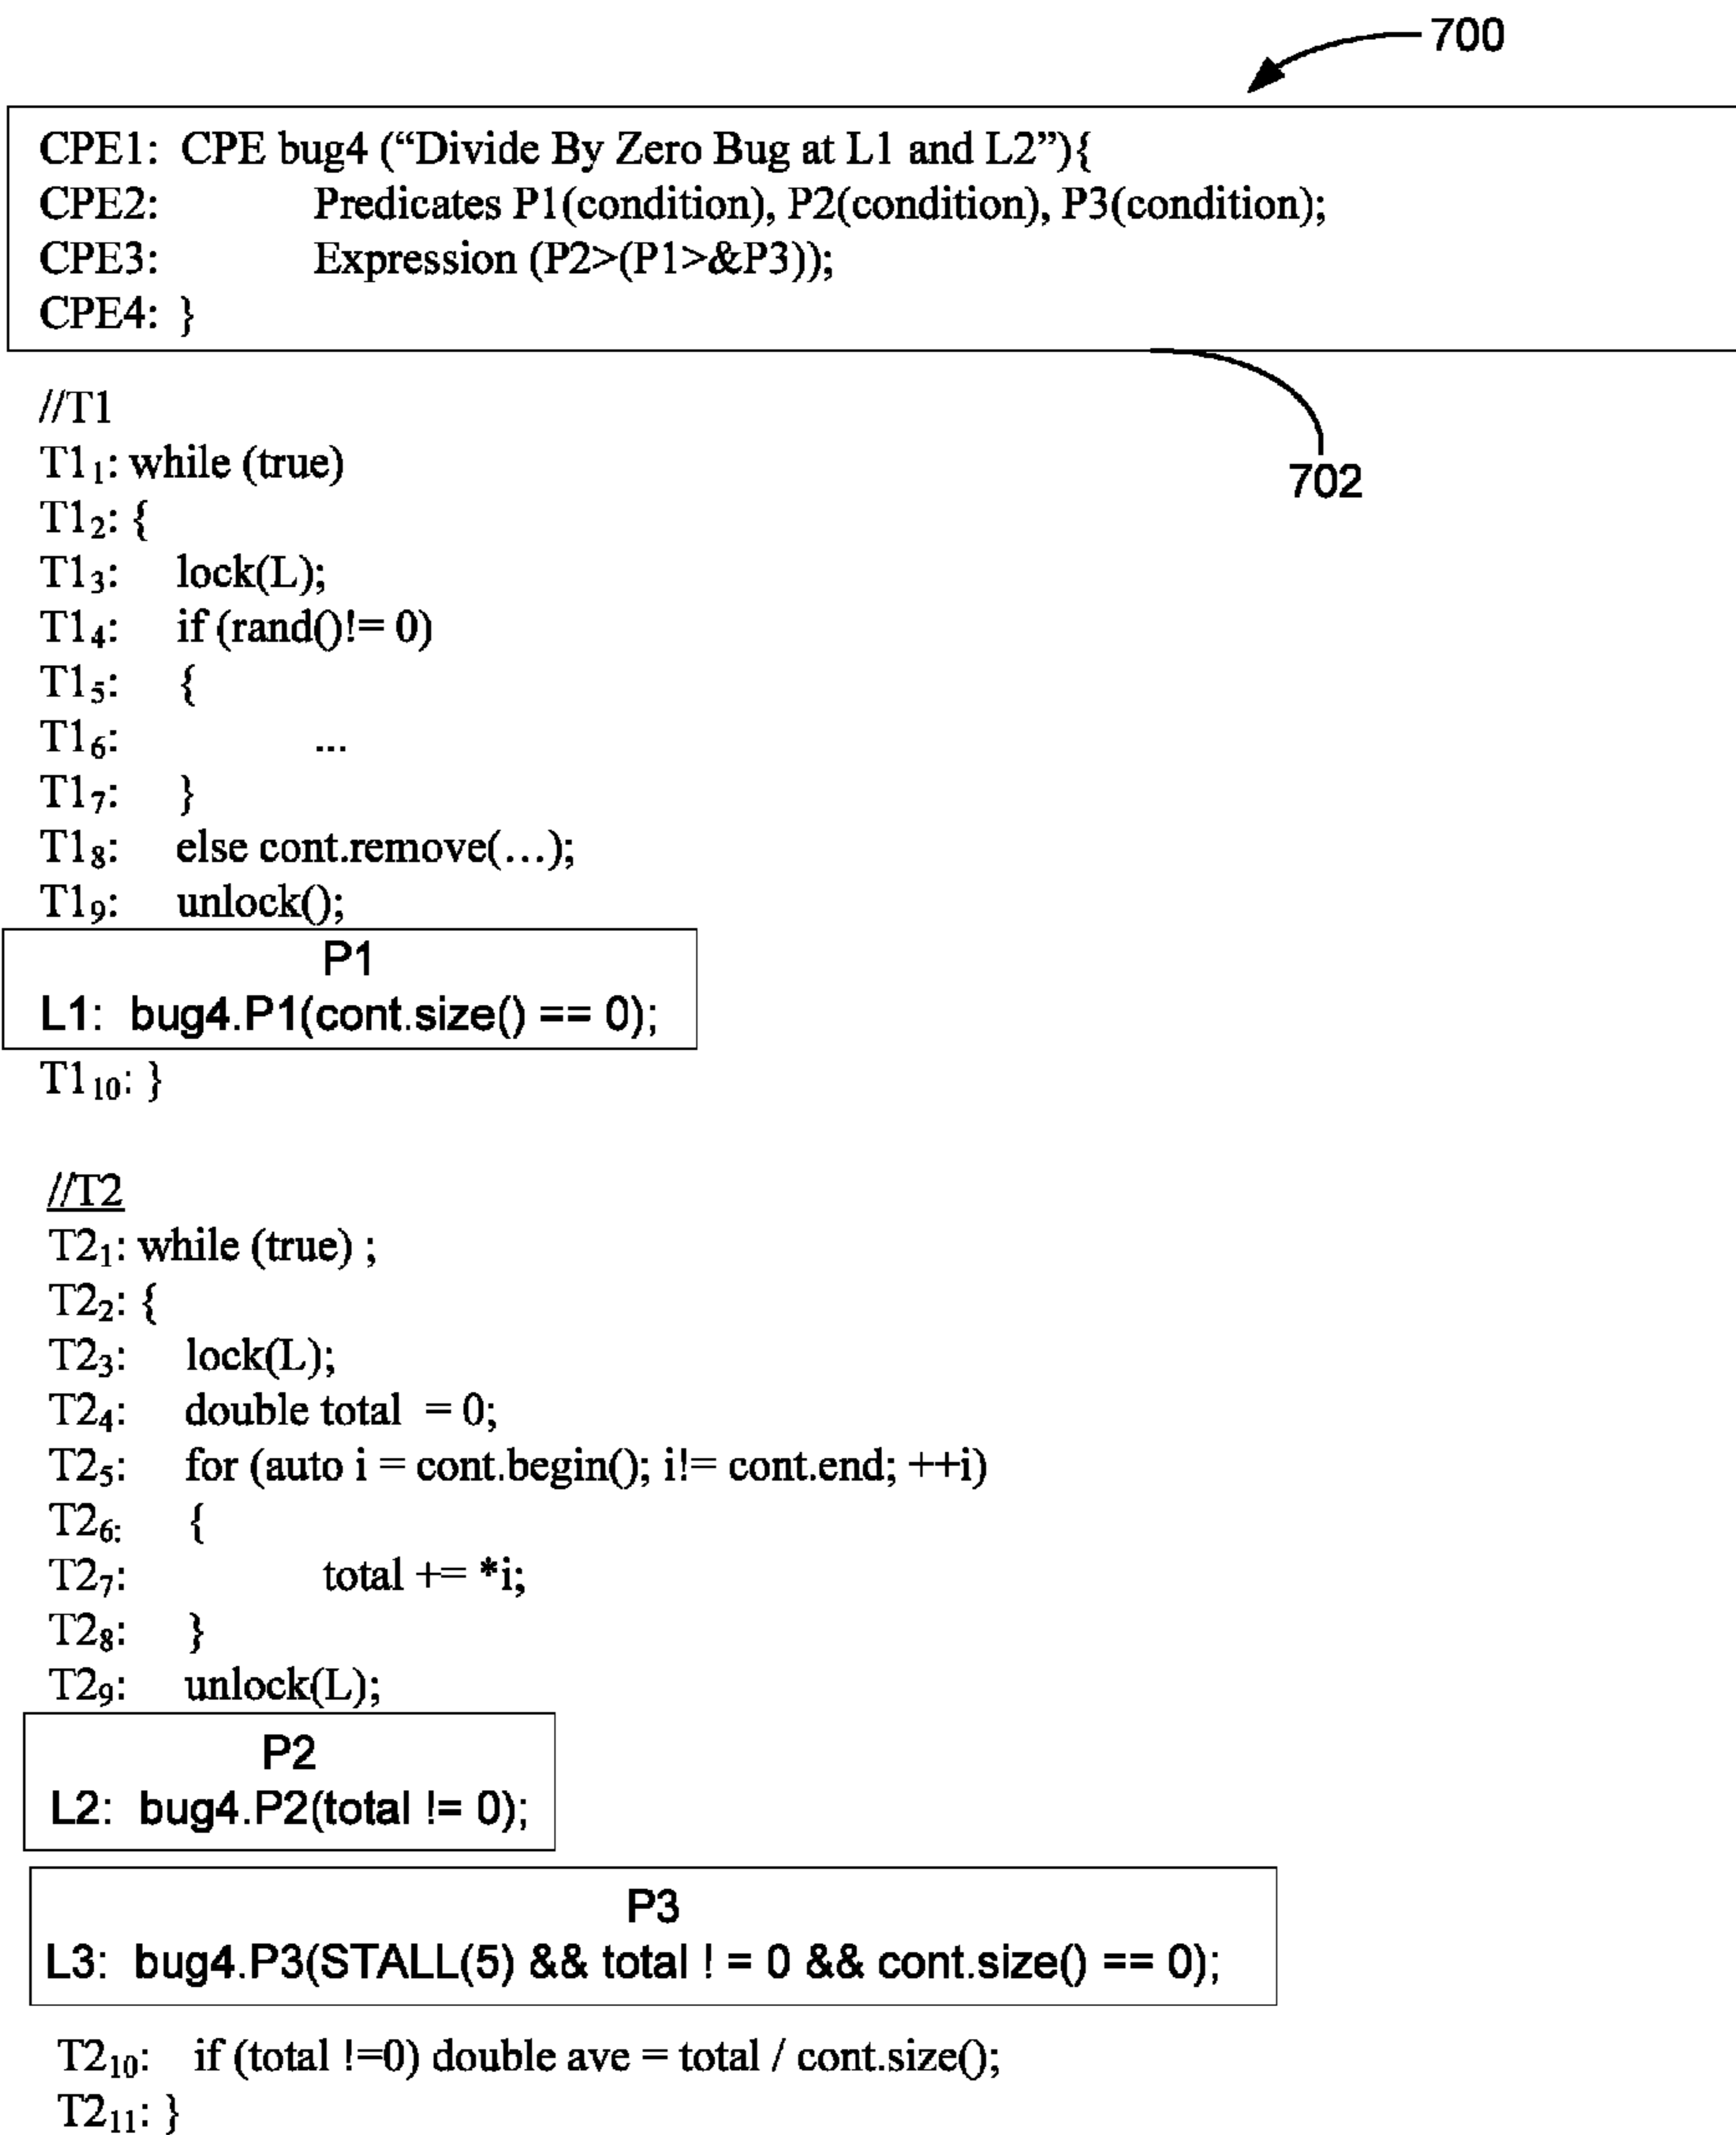 700
CPE1: CPE bug4 (“Divide By Zero Bug at L1 and L2”){
CPE2: Predicates P1(condition), P2(condition), P3(condition);
CPE3: Expression (P2>(P1>&P3));
CPE4: }
702
//T1
T1₁: while (true)
T1₂: {
T1₃: lock(L);
T1₄: if (rand()!= 0)
T1₅: {
T1₆: ...
T1₇: }
T1₈: else cont.remove(…);
T1₉: unlock();
P1
L1: bug4.P1(cont.size() == 0);
T1₁₀: }
//T2
T2₁: while (true) ;
T2₂: {
T2₃: lock(L);
T2₄: double total = 0;
T2₅: for (auto i = cont.begin(); i!= cont.end; ++i)
T2₆: {
T2₇: total += *i;
T2₈: }
T2₉: unlock(L);
P2
L2: bug4.P2(total != 0);
P3
L3: bug4.P3(STALL(5) && total ! = 0 && cont.size() == 0);
T2₁₀: if (total !=0) double ave = total / cont.size();
T2₁₁: }